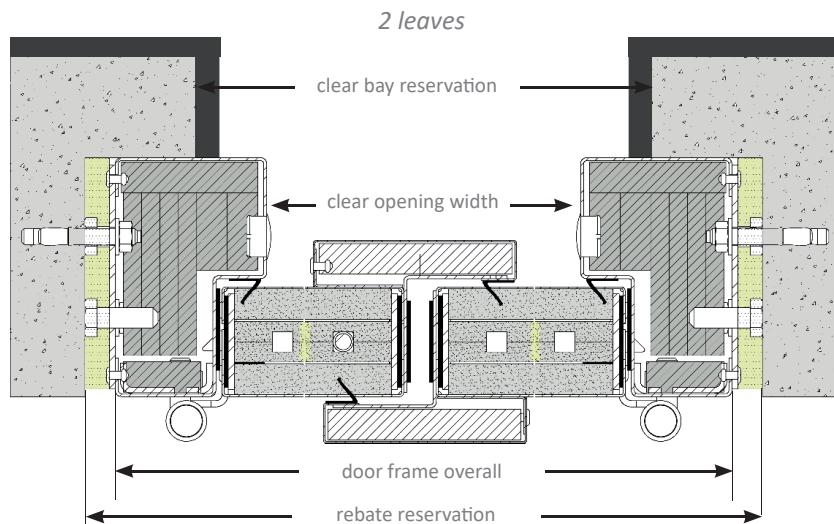 2 leaves
clear bay reservation
clear opening width
door frame overall
rebate reservation